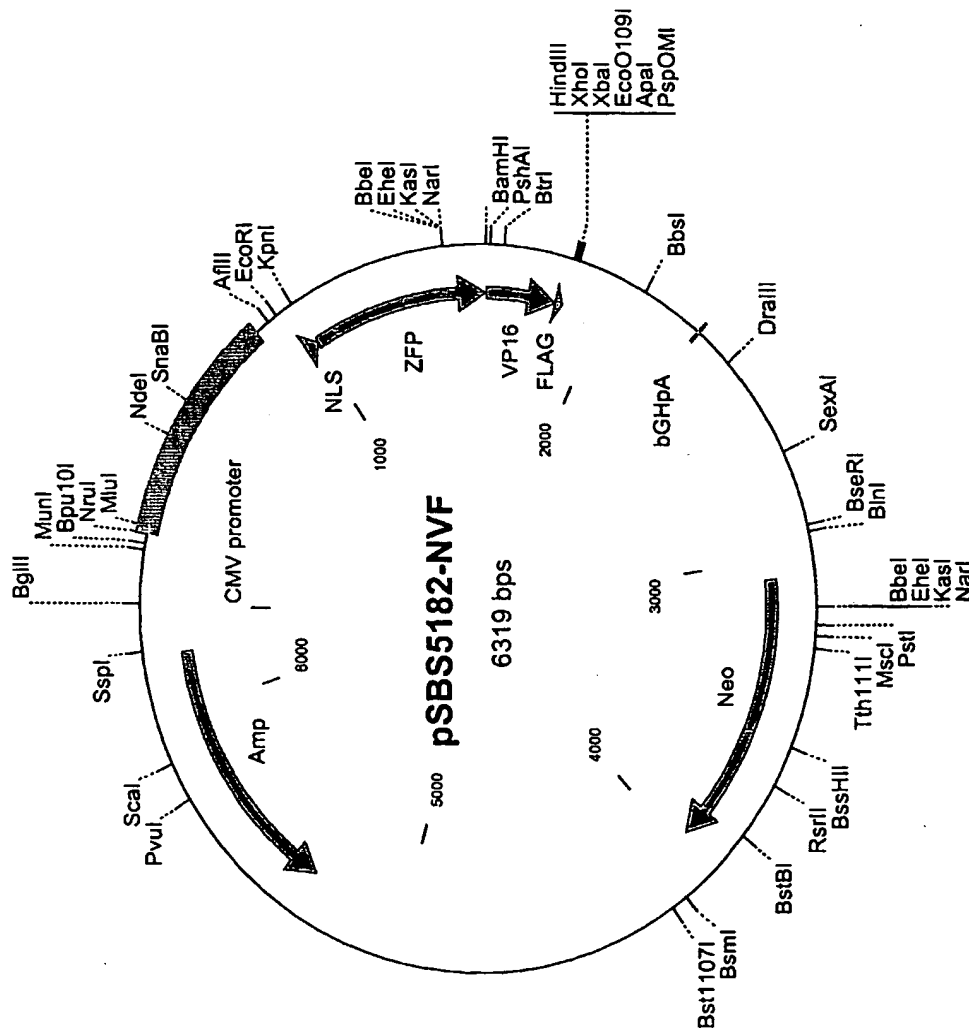 pSBS5182-NVF
6319 bps
BglII
MunI
Bpu10I
NruI
MluI
NdeI
SnaBI
AflII
EcoRI
KpnI
BbeI
EheI
KasI
NarI
BamHI
PshAI
BtrI
HindIII
XhoI
XbaI
EcoO109I
ApaI
PspOMI
BbsI
DraIII
SexAI
BseRI
BlnI
BbeI
EheI
KasI
NarI
PstI
MscI
Tth111I
BssHII
RsrII
BstBI
BsmI
Bst1107I
PvuI
ScaI
SspI
CMV promoter
NLS
ZFP
VP16
FLAG
bGHpA
Neo
Amp
1000
2000
3000
4000
5000
6000